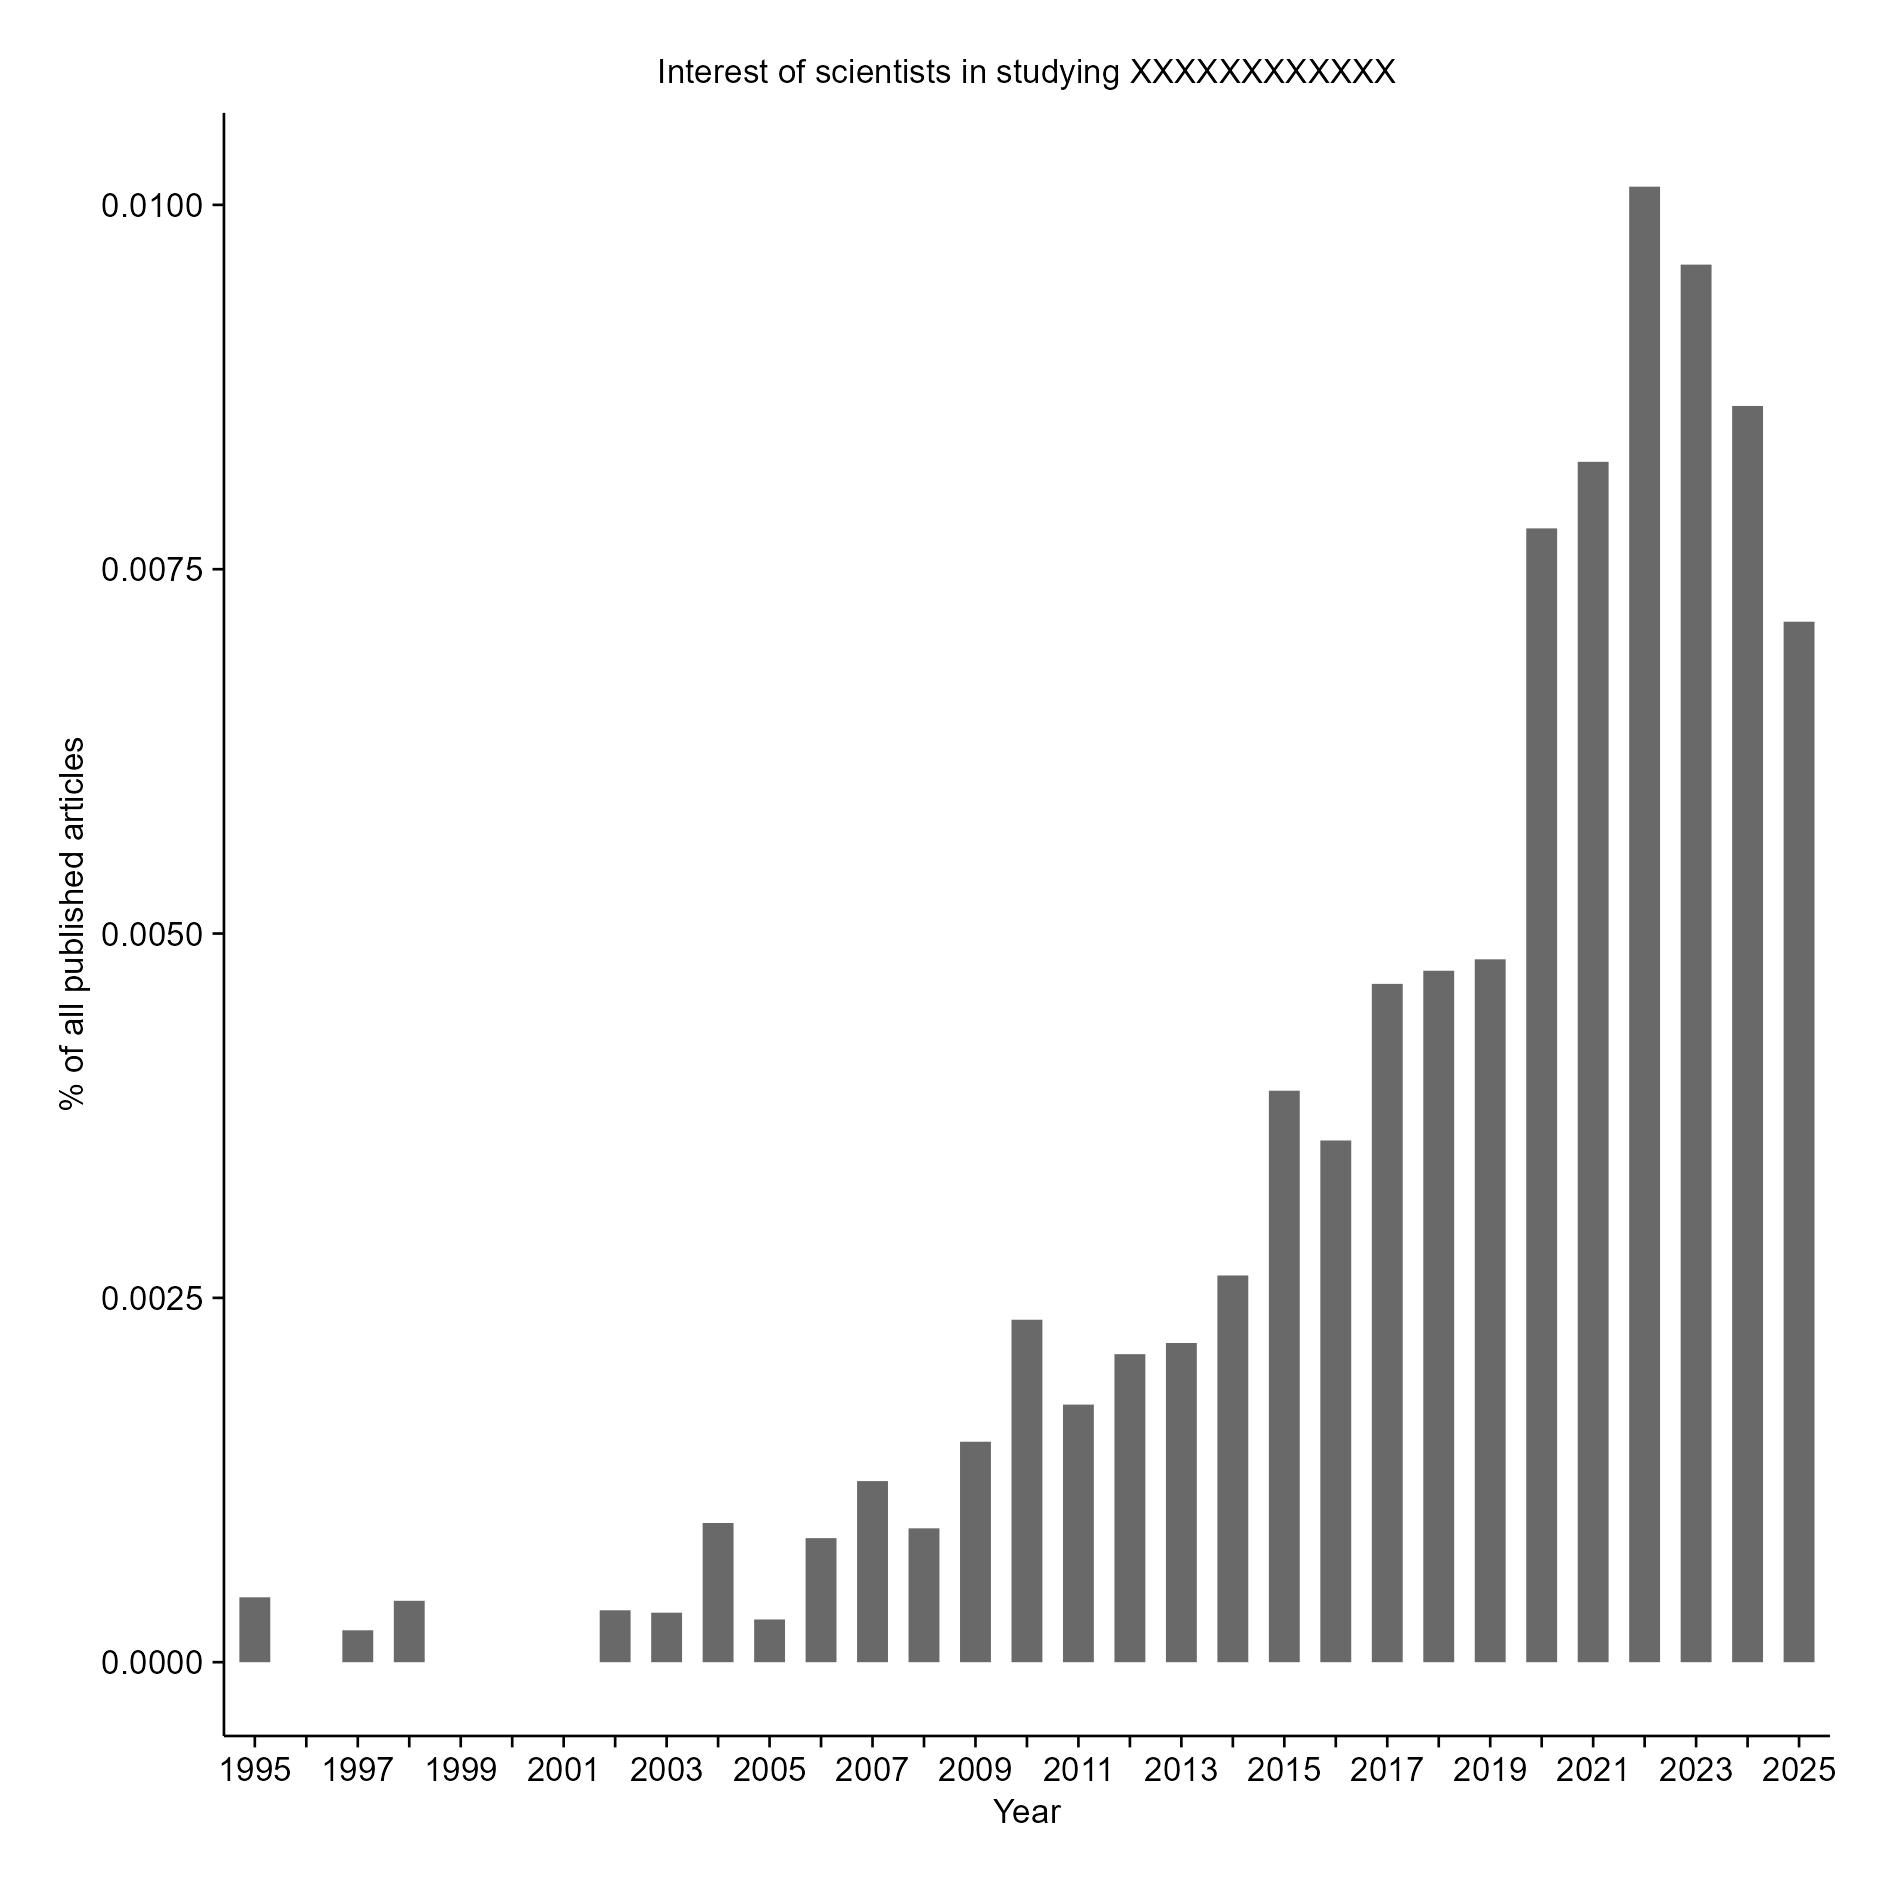 Interest of scientists in studying XXXXXXXXXXXX
0.0100
0.0075
0.0050
0.0025
0.0000
% of all published articles
1995 1997 1999 2001 2003 2005 2007 2009 2011 2013 2015 2017 2019 2021 2023 2025
Year